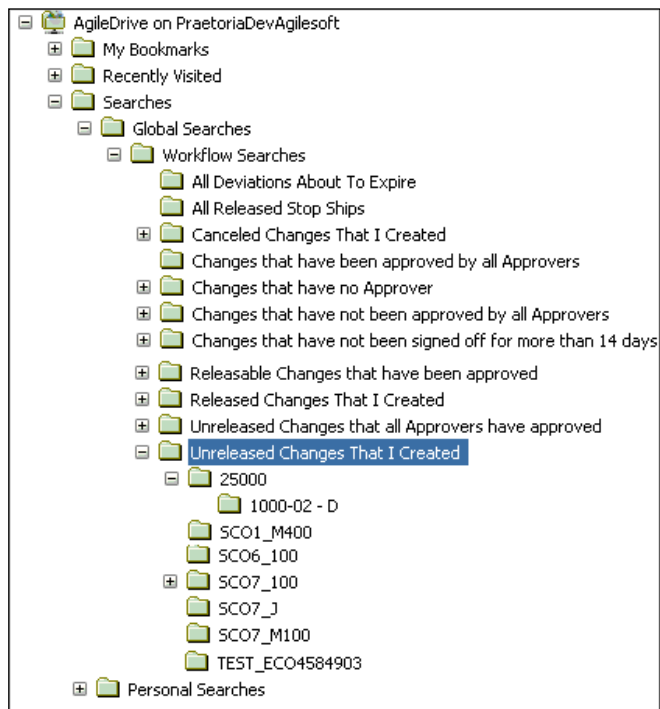 AgileDrive on PraetoriaDevAgilesoft
My Bookmarks
Recently Visited
Searches
Global Searches
Workflow Searches
All Deviations About To Expire
All Released Stop Ships
Canceled Changes That I Created
Changes that have been approved by all Approvers
Changes that have no Approver
Changes that have not been approved by all Approvers
Changes that have not been signed off for more than 14 days
Releasable Changes that have been approved
Released Changes That I Created
Unreleased Changes that all Approvers have approved
Unreleased Changes That I Created
25000
1000-02 - D
SCO1_M400
SCO6_100
SCO7_100
SCO7_J
SCO7_M100
TEST_ECO4584903
Personal Searches